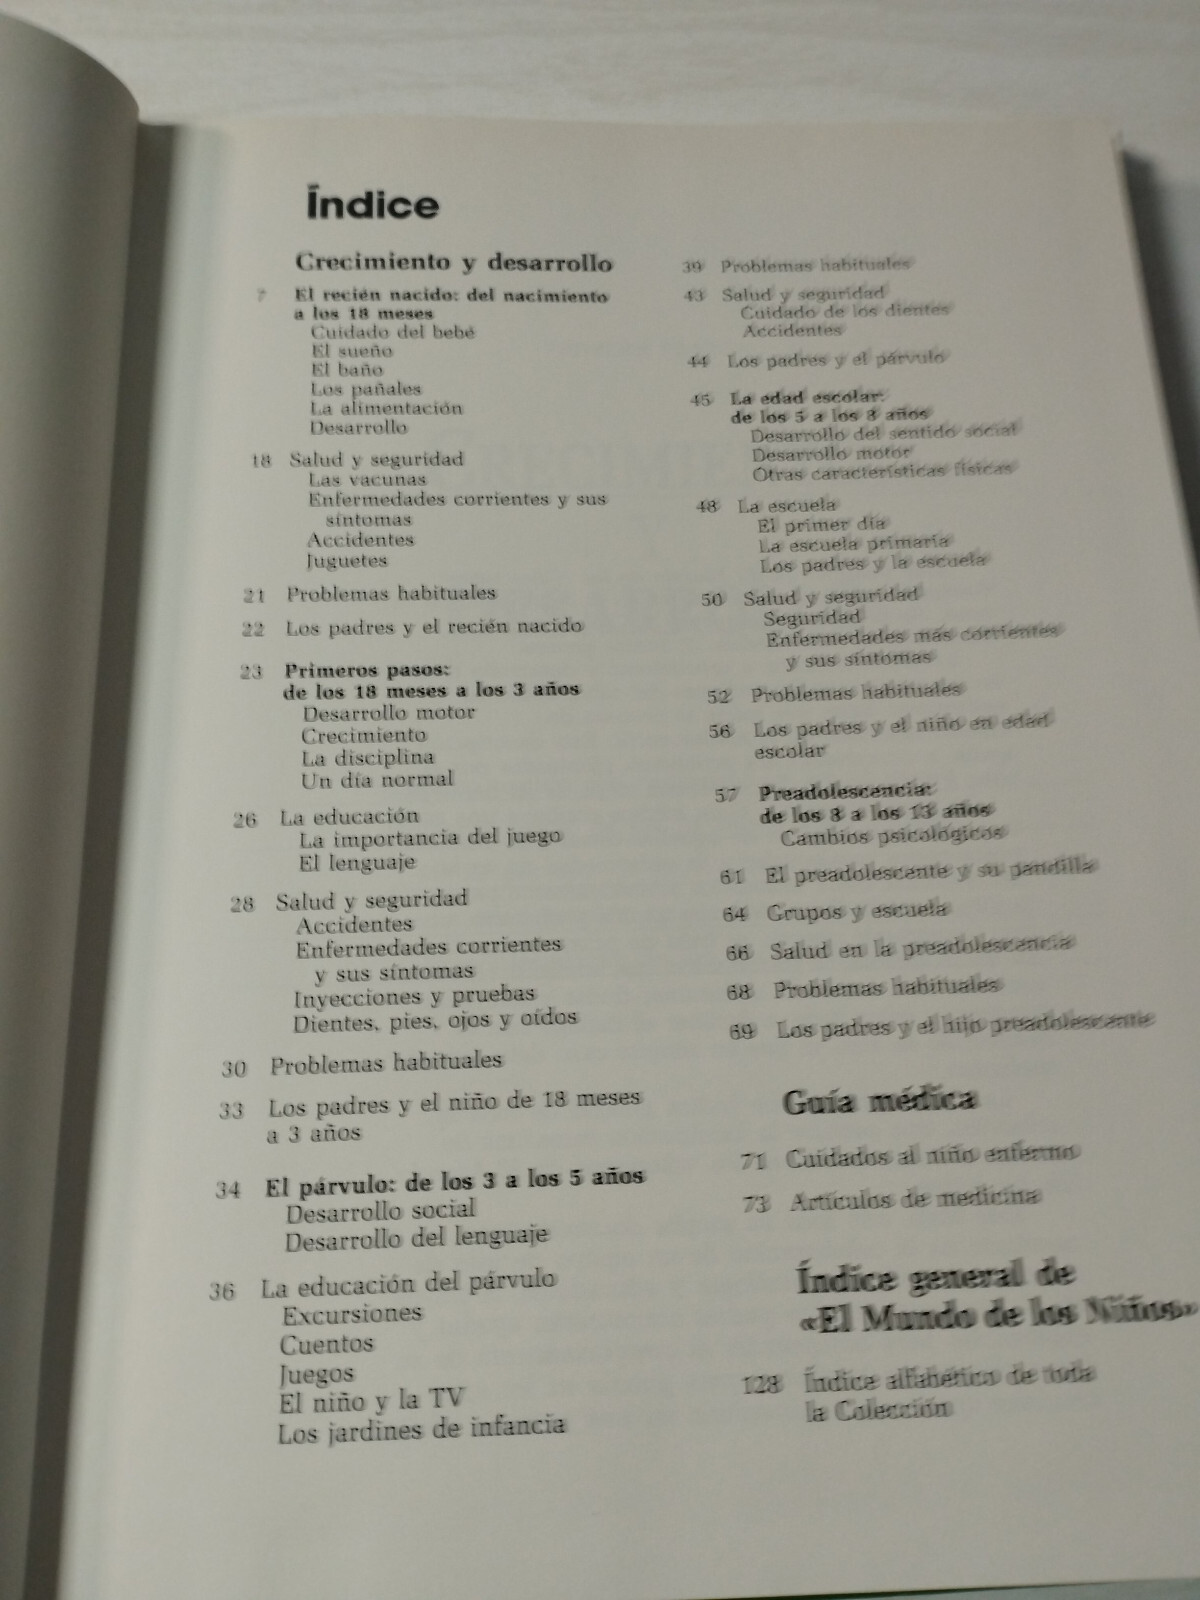 Índice
Crecimiento y desarrollo
7 El recién nacido: del nacimiento
a los 18 meses
Cuidado del bebé
El sueño
El baño
Los pañales
La alimentación
Desarrollo
18 Salud y seguridad
Las vacunas
Enfermedades corrientes y sus
síntomas
Accidentes
Juguetes
21 Problemas habituales
22 Los padres y el recién nacido
23 Primeros pasos:
de los 18 meses a los 3 años
Desarrollo motor
Crecimiento
La disciplina
Un día normal
26 La educación
La importancia del juego
El lenguaje
28 Salud y seguridad
Accidentes
Enfermedades corrientes
y sus síntomas
Inyecciones y pruebas
Dientes, pies, ojos y oídos
30 Problemas habituales
33 Los padres y el niño de 18 meses
a 3 años
34 El párvulo: de los 3 a los 5 años
Desarrollo social
Desarrollo del lenguaje
36 La educación del párvulo
Excursiones
Cuentos
Juegos
El niño y la TV
Los jardines de infancia
39 Problemas habituales
43 Salud y seguridad
Cuidado de los dientes
Accidentes
44 Los padres y el párvulo
45 La edad escolar:
de los 5 a los 8 años
Desarrollo del sentido social
Desarrollo motor
Otras características físicas
48 La escuela
El primer día
La escuela primaria
Los padres y la escuela
50 Salud y seguridad
Seguridad
Enfermedades más corrientes
y sus síntomas
52 Problemas habituales
56 Los padres y el niño en edad
escolar
57 Preadolescencia:
de los 8 a los 13 años
Cambios psicológicos
61 El preadolescente y su pandilla
64 Grupos y escuela
66 Salud en la preadolescencia
68 Problemas habituales
69 Los padres y el hijo preadolescente
Guía médica
71 Cuidados al niño enfermo
73 Artículos de medicina
Índice general de
«El Mundo de los Niños»
128 Índice alfabético de toda
la Colección